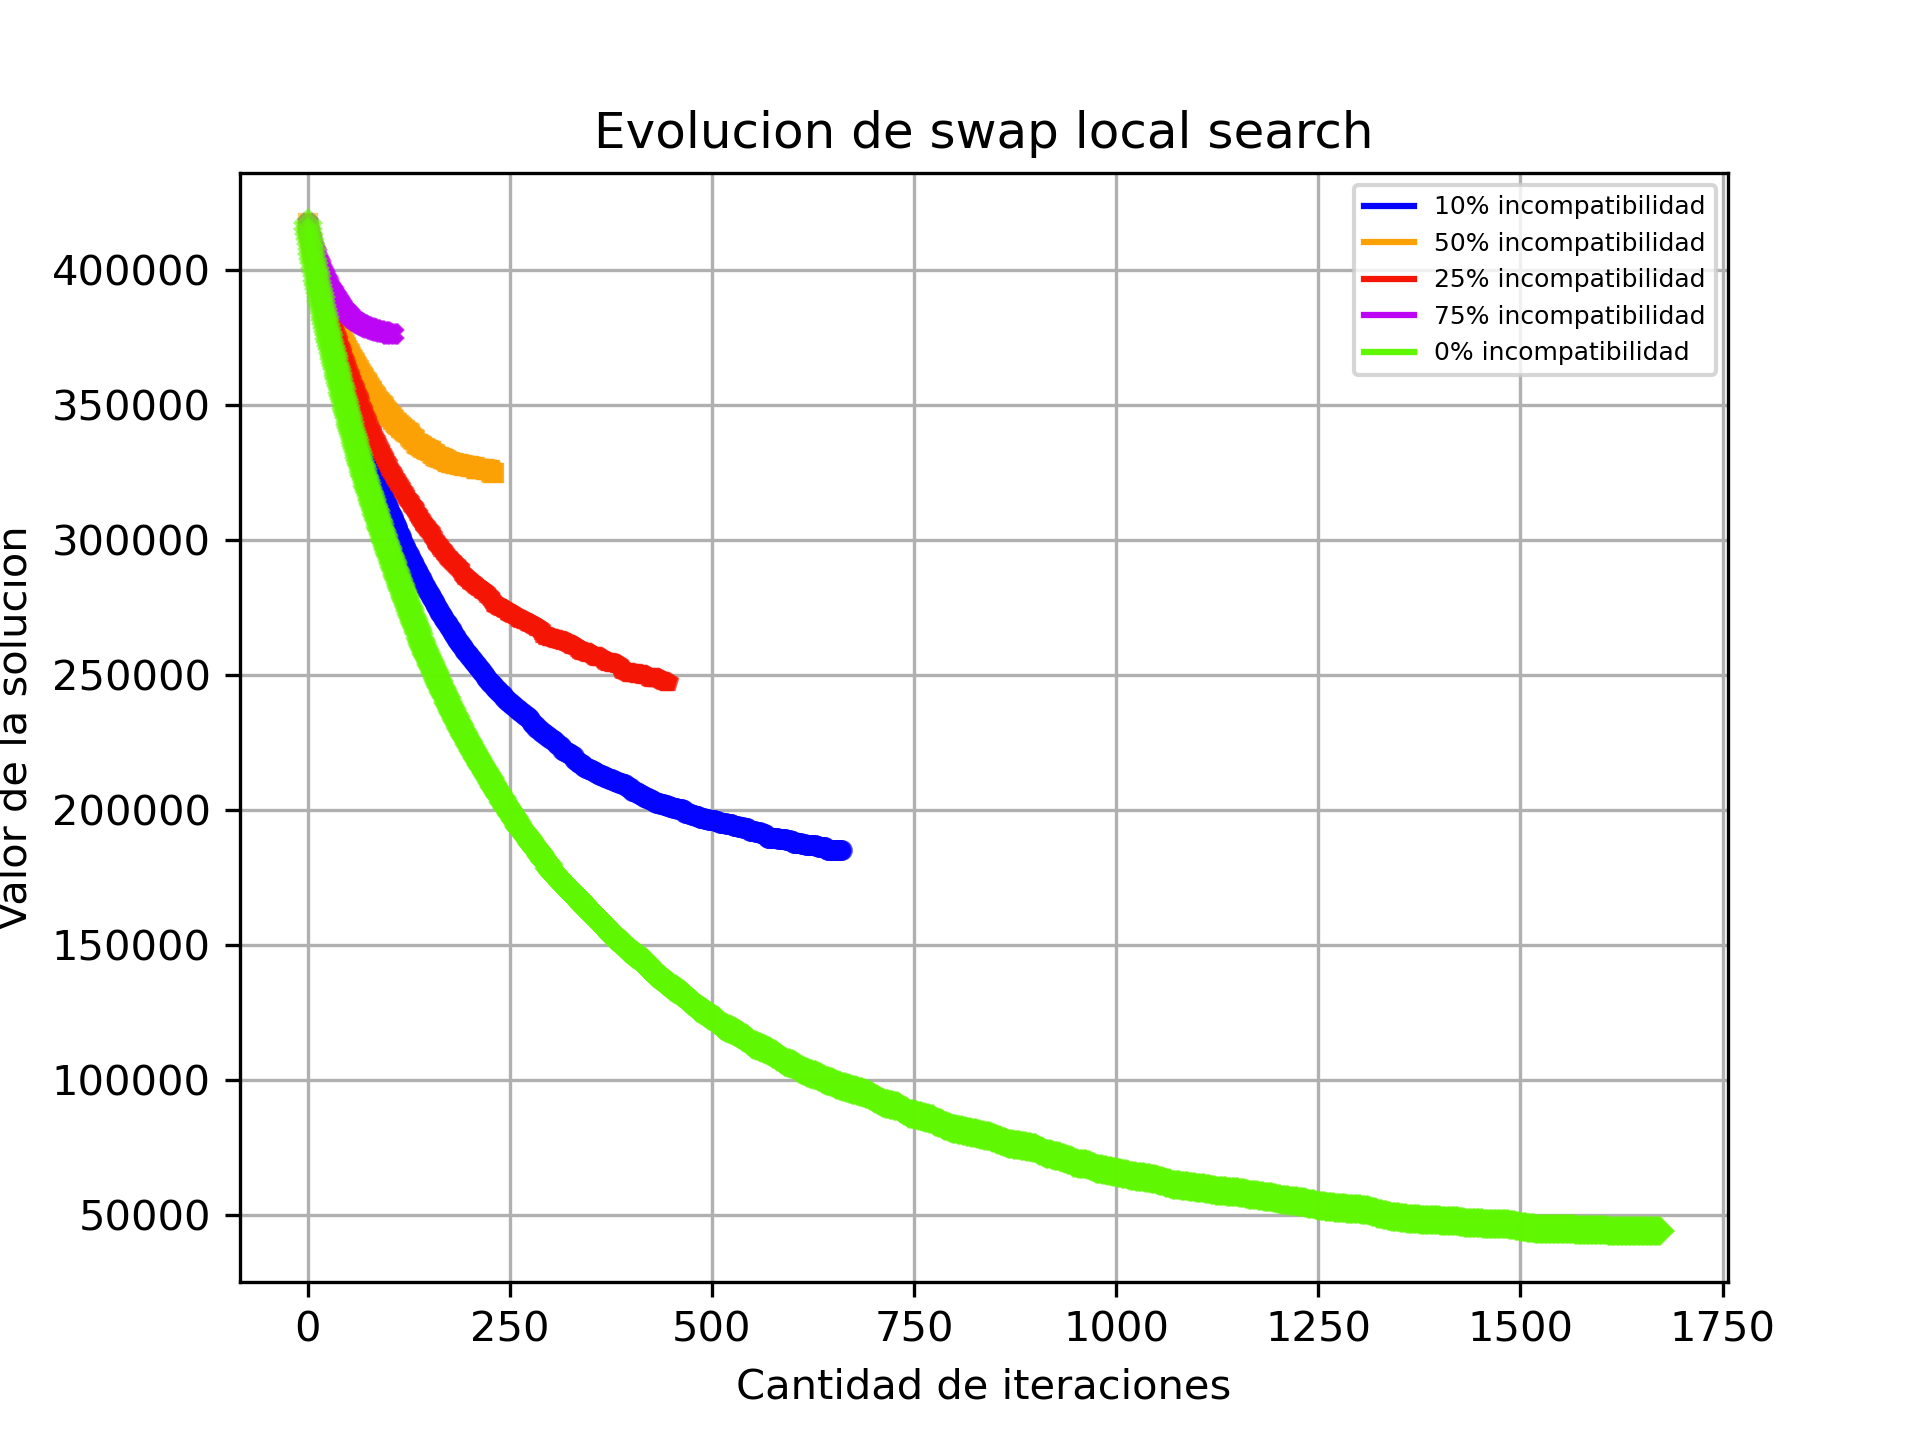 Evolucion de swap local search
10% incompatibilidad
50% incompatibilidad
25% incompatibilidad
75% incompatibilidad
0% incompatibilidad
Valor de la solucion
400000
350000
300000
250000
200000
150000
100000
50000
0 250 500 750 1000 1250 1500 1750
Cantidad de iteraciones